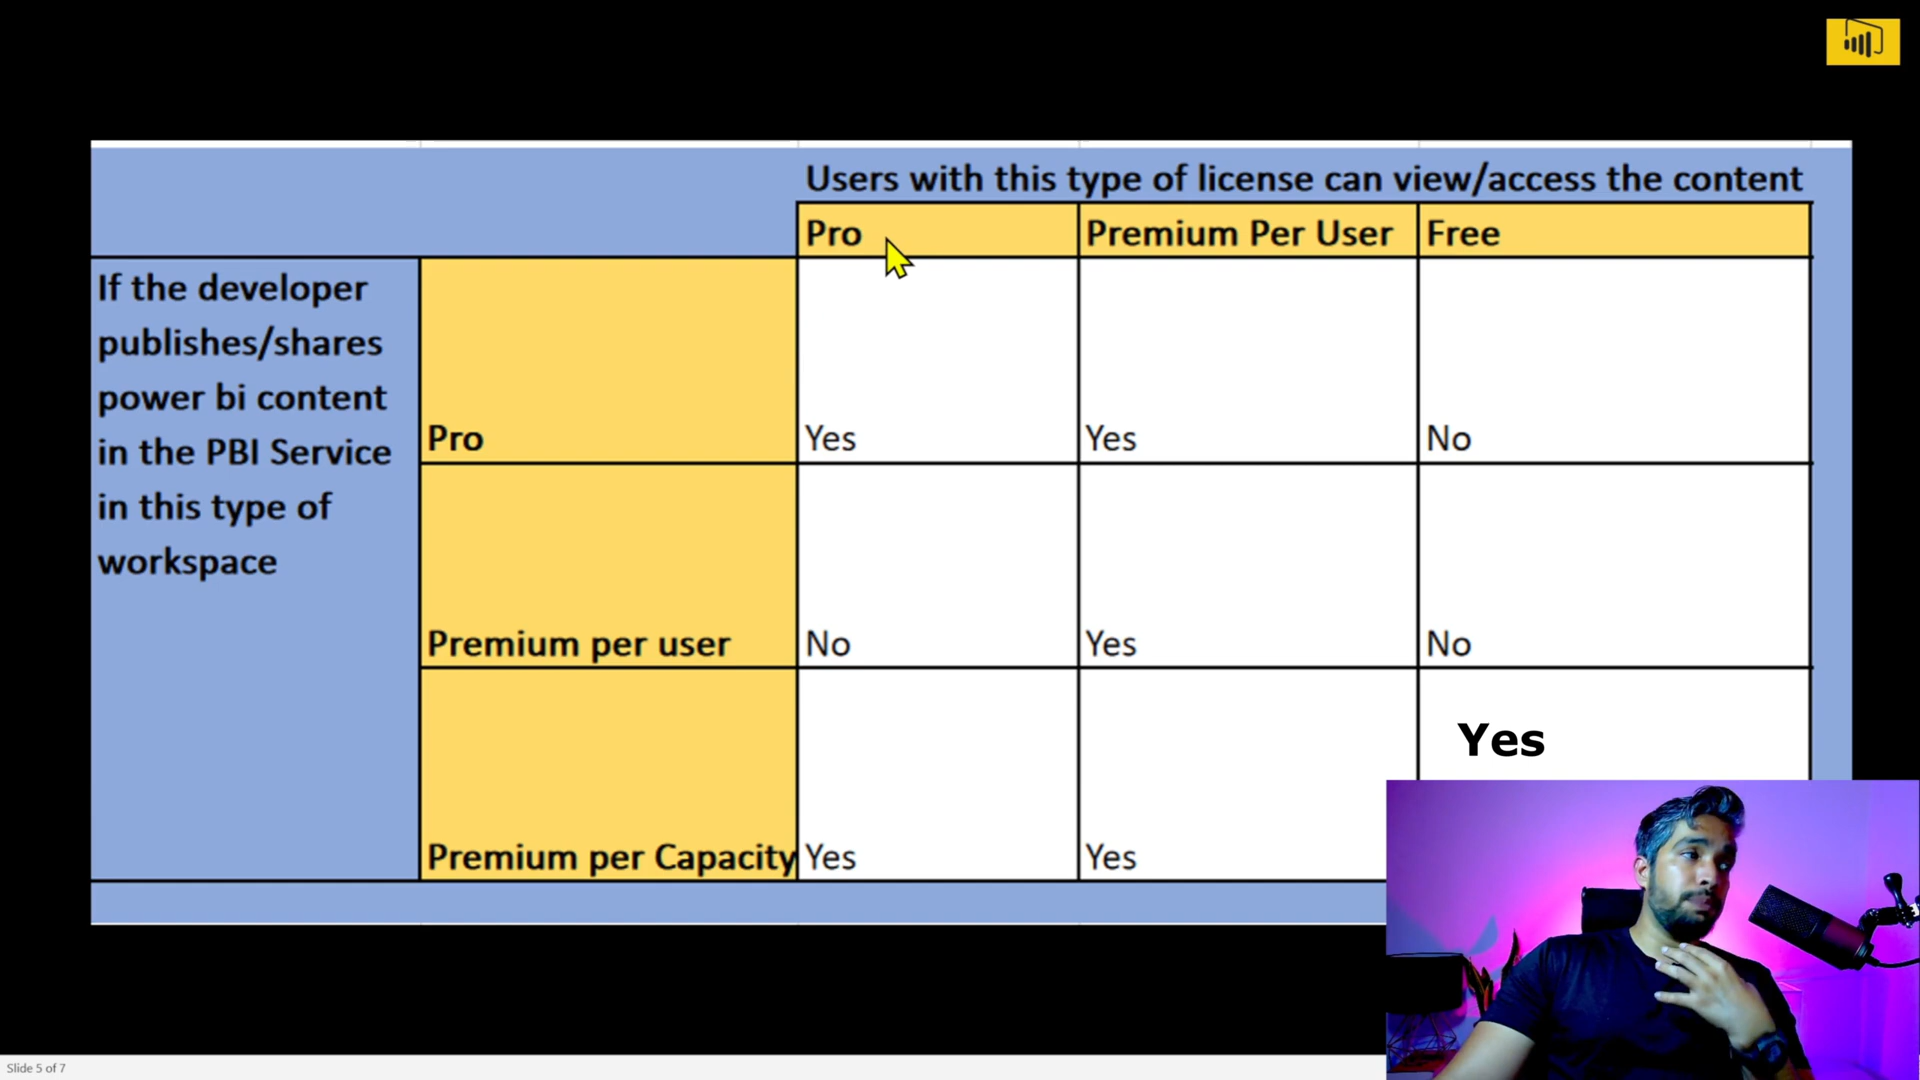 Users with this type of license can view/access the content
Pro
Premium Per User
Free
If the developer
publishes/shares
power bi content
in the PBI Service
in this type of
workspace
Pro
Yes
Yes
No
Premium per user
No
Yes
No
Premium per Capacity
Yes
Yes
Yes
Slide 5 of 7